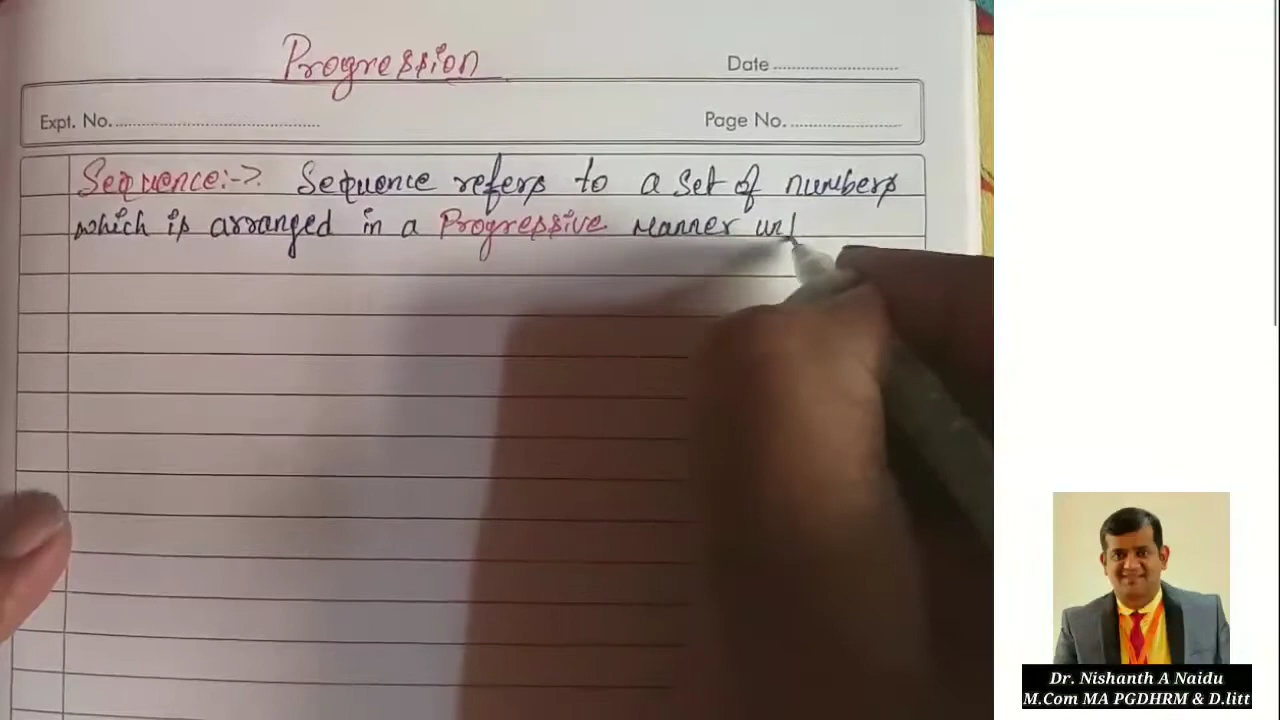 Progression
Date
Expt. No.
Page No.
Sequence:-> Sequence refers to a set of numbers
which is arranged in a Progressive manner
Dr. Nishanth A Naidu
M.Com MA PGDHRM & D.litt